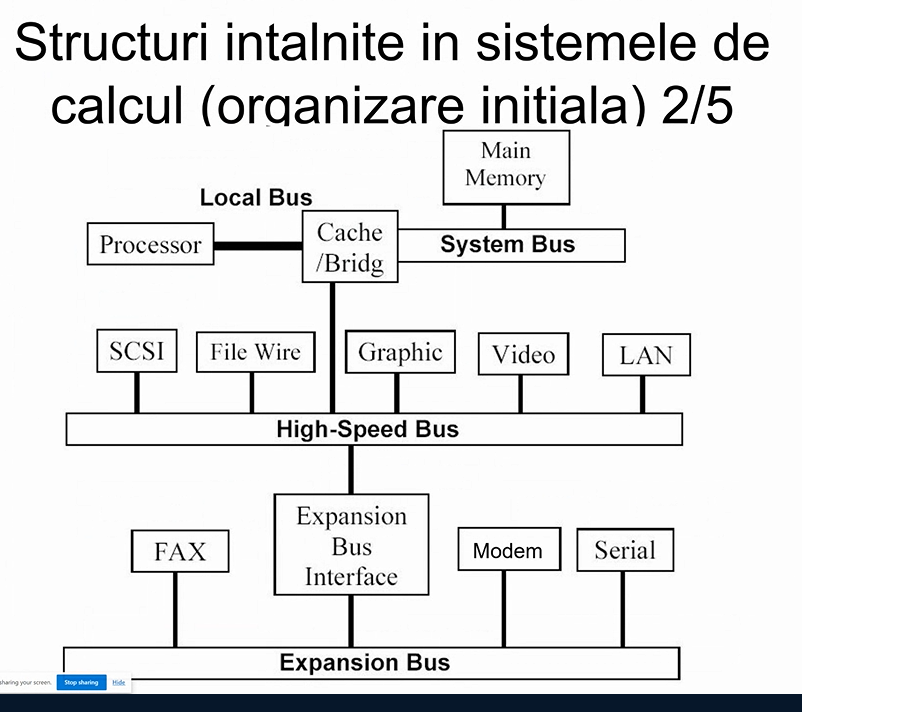 Structuri intalnite in sistemele de
calcul (organizare initiala) 2/5
Main
Memory
Local Bus
Processor
Cache
/Bridg
System Bus
SCSI
File Wire
Graphic
Video
LAN
High-Speed Bus
Expansion
Bus
Interface
FAX
Modem
Serial
Expansion Bus
sharing your screen.
Stop sharing
Hide